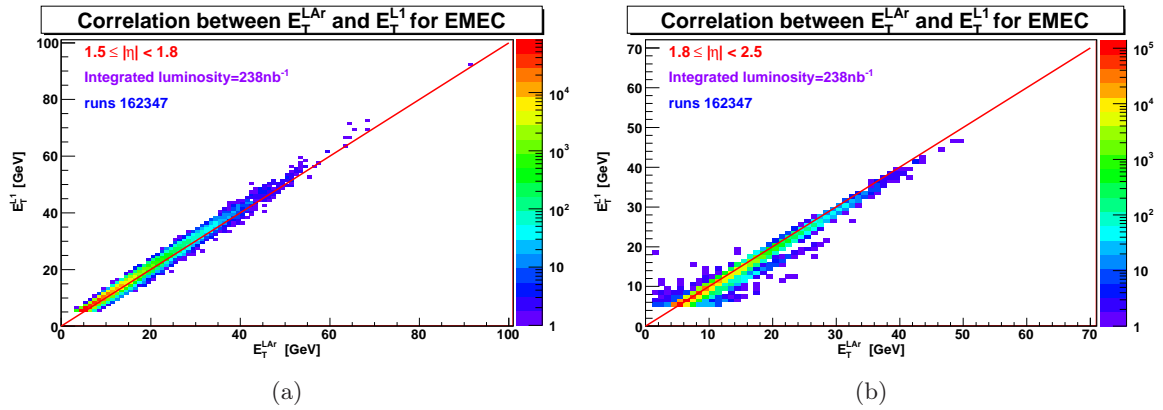 Correlation between E_T^LAr and E_T^L1 for EMEC
1.5 ≤ |η| < 1.8
Integrated luminosity=238nb⁻¹
runs 162347
E_T^L1 [GeV]
100
80
60
40
20
0
0 20 40 60 80 100
E_T^LAr [GeV]
10⁴
10³
10²
10
1
(a)
Correlation between E_T^LAr and E_T^L1 for EMEC
1.8 ≤ |η| < 2.5
Integrated luminosity=238nb⁻¹
runs 162347
E_T^L1 [GeV]
70
60
50
40
30
20
10
0
0 10 20 30 40 50 60 70
E_T^LAr [GeV]
10⁵
10⁴
10³
10²
10
1
(b)